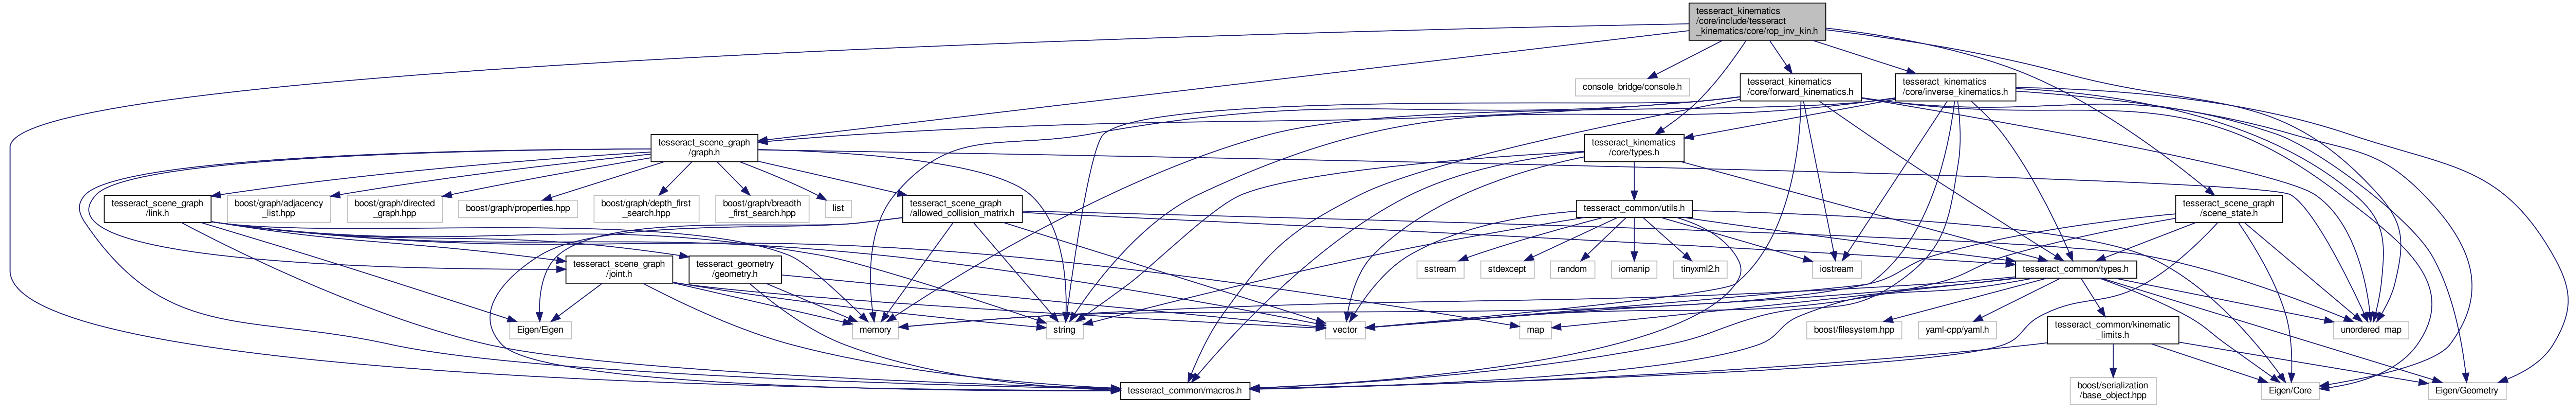 tesseract_kinematics
/core/include/tesseract
_kinematics/core/rop_inv_kin.h
console_bridge/console.h
tesseract_kinematics
/core/forward_kinematics.h
tesseract_kinematics
/core/inverse_kinematics.h
tesseract_scene_graph
/graph.h
tesseract_kinematics
/core/types.h
tesseract_scene_graph
/link.h
boost/graph/adjacency
_list.hpp
boost/graph/directed
_graph.hpp
boost/graph/properties.hpp
boost/graph/depth_first
_search.hpp
boost/graph/breadth
_first_search.hpp
list
tesseract_scene_graph
/allowed_collision_matrix.h
tesseract_common/utils.h
tesseract_scene_graph
/scene_state.h
tesseract_scene_graph
/joint.h
tesseract_geometry
/geometry.h
sstream
stdexcept
random
iomanip
tinyxml2.h
iostream
tesseract_common/types.h
Eigen/Eigen
memory
string
vector
map
boost/filesystem.hpp
yaml-cpp/yaml.h
tesseract_common/kinematic
_limits.h
unordered_map
tesseract_common/macros.h
boost/serialization
/base_object.hpp
Eigen/Core
Eigen/Geometry